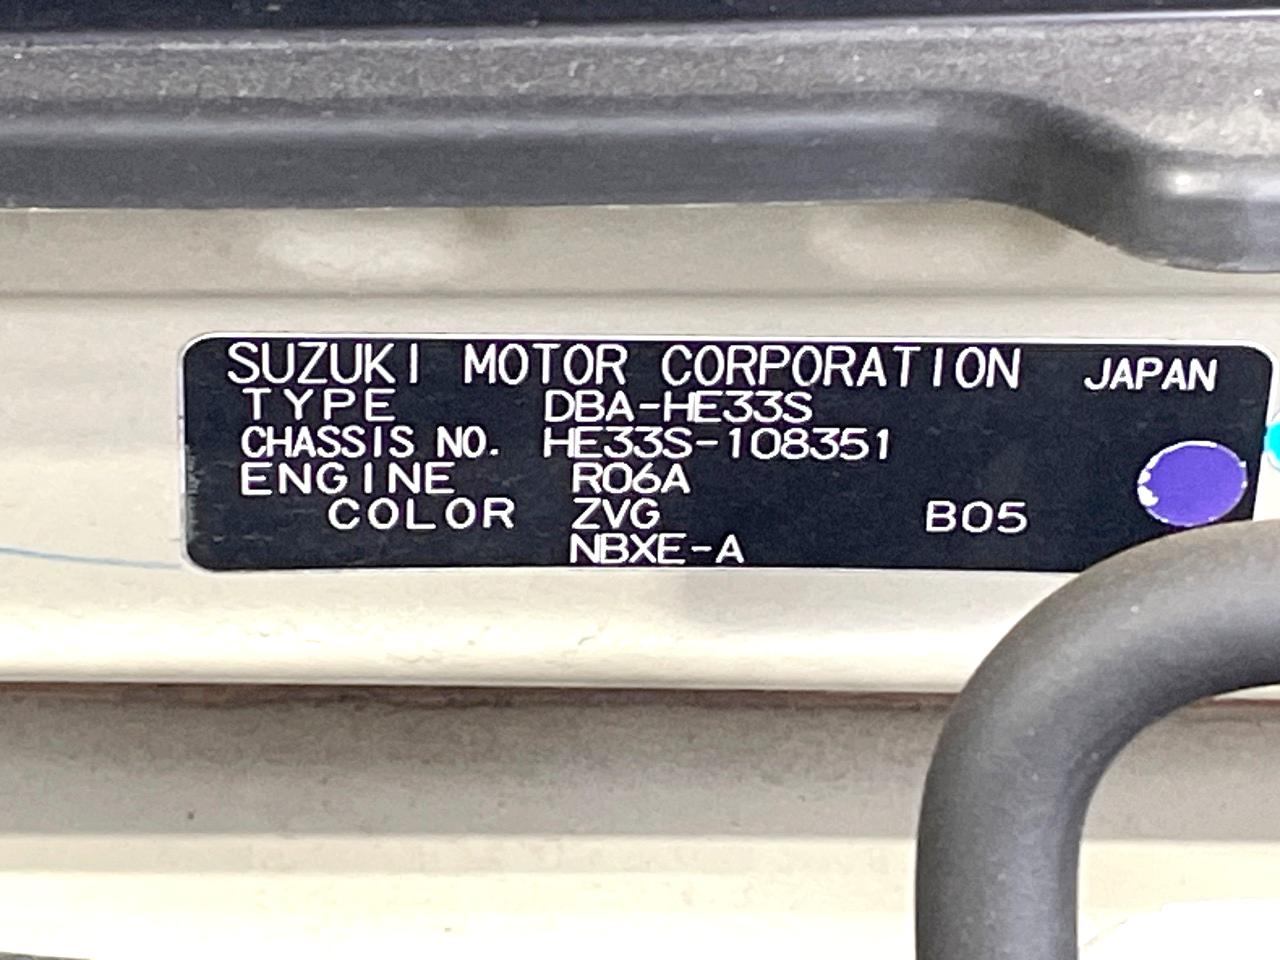 SUZUKI MOTOR CORPORATION JAPAN
TYPE DBA-HE33S
CHASSIS NO. HE33S-108351
ENGINE R06A
COLOR ZVG B05
NBXE-A